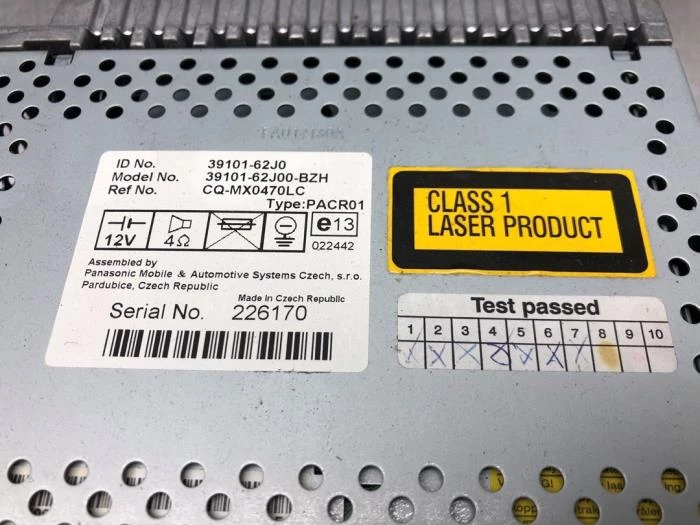 ID No. 39101-62J0
Model No. 39101-62J00-BZH
Ref No. CQ-MX0470LC
Type:PACR01
12V 4Ω e13
022442
Assembled by
Panasonic Mobile & Automotive Systems Czech, s.r.o.
Pardubice, Czech Republic
Made in Czech Republic
Serial No. 226170
CLASS 1
LASER PRODUCT
Test passed
1 2 3 4 5 6 7 8 9 10
X X X X X X X